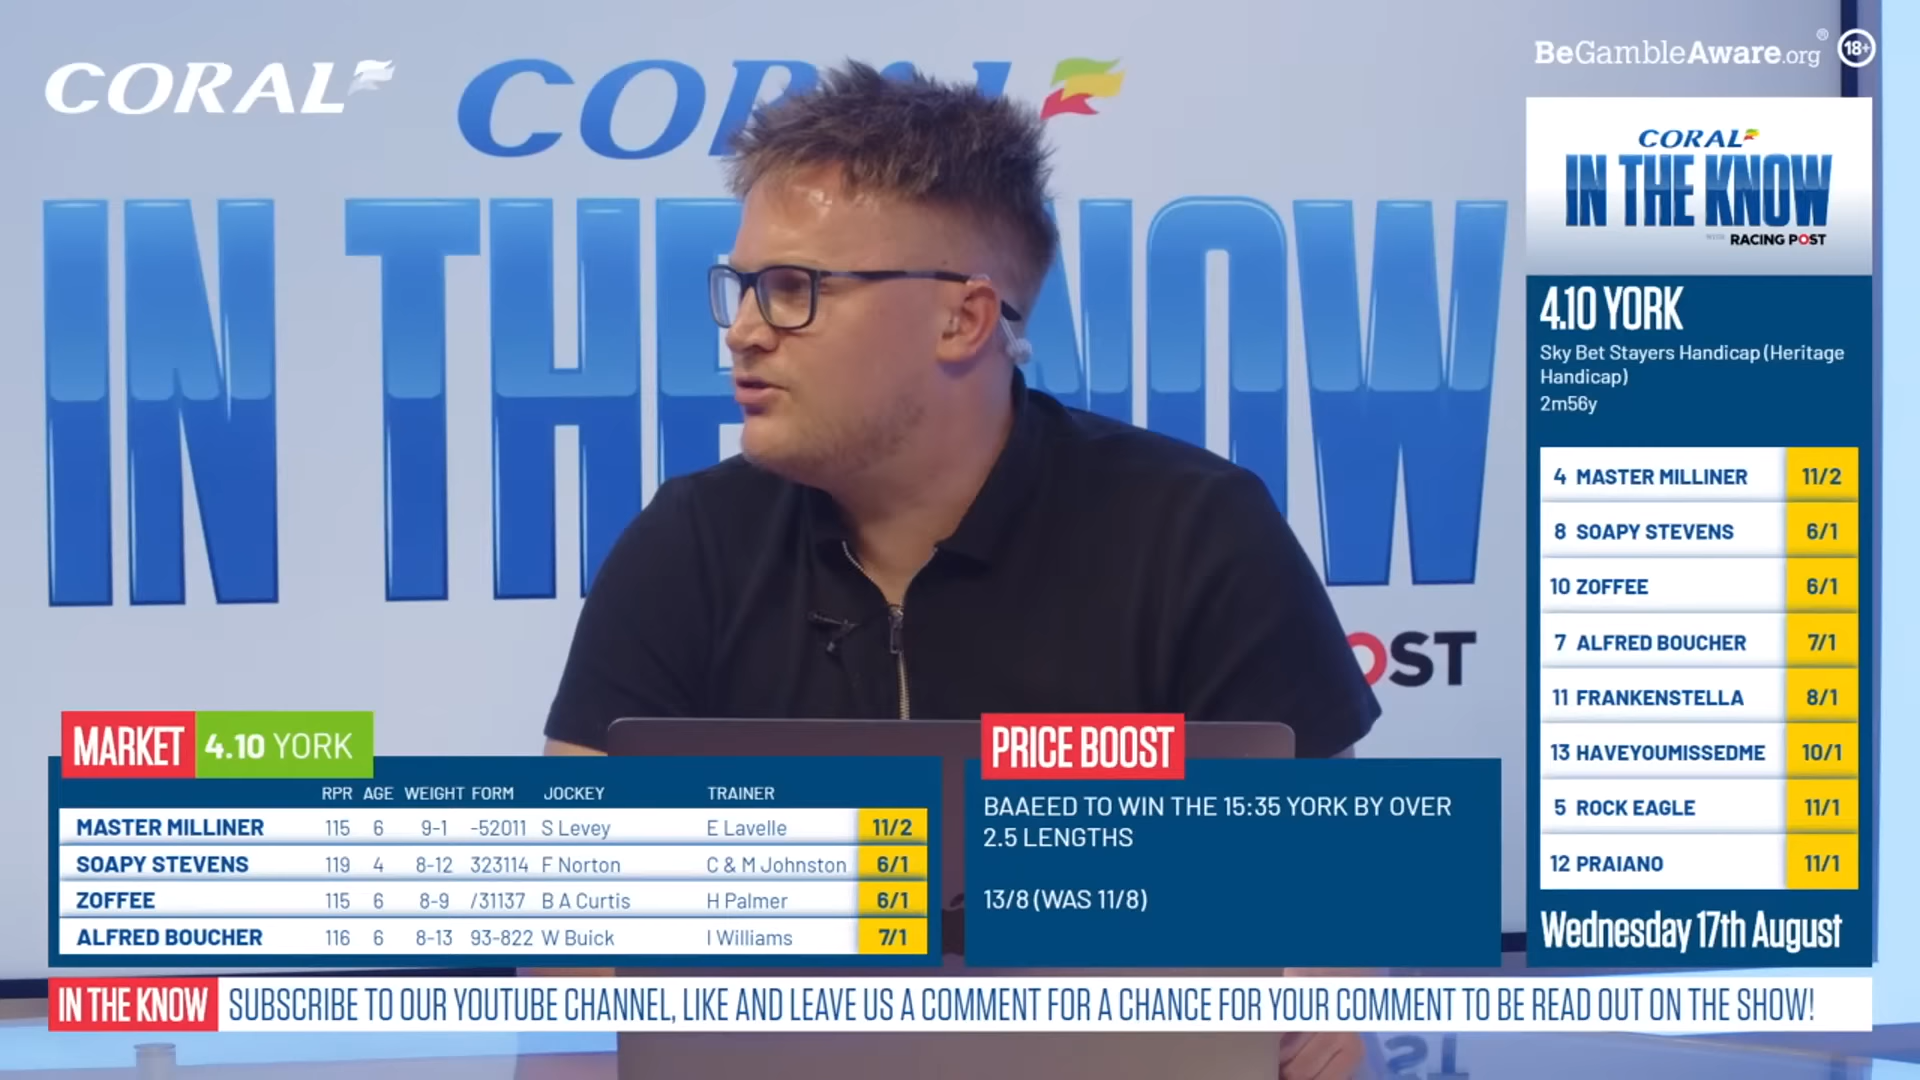 CORAL
BeGambleAware.org®
18+
CORAL
IN THE KNOW
OST
CORAL
IN THE KNOW
WITH RACING POST
4.10 YORK
Sky Bet Stayers Handicap (Heritage
Handicap)
2m56y
4 MASTER MILLINER 11/2
8 SOAPY STEVENS 6/1
10 ZOFFEE 6/1
7 ALFRED BOUCHER 7/1
11 FRANKENSTELLA 8/1
13 HAVEYOUMISSEDME 10/1
5 ROCK EAGLE 11/1
12 PRAIANO 11/1
Wednesday 17th August
MARKET 4.10 YORK
RPR AGE WEIGHT FORM JOCKEY TRAINER
MASTER MILLINER 115 6 9-1 -52011 S Levey E Lavelle 11/2
SOAPY STEVENS 119 4 8-12 323114 F Norton C & M Johnston 6/1
ZOFFEE 115 6 8-9 /31137 B A Curtis H Palmer 6/1
ALFRED BOUCHER 116 6 8-13 93-822 W Buick I Williams 7/1
PRICE BOOST
BAAEED TO WIN THE 15:35 YORK BY OVER
2.5 LENGTHS
13/8 (WAS 11/8)
IN THE KNOW SUBSCRIBE TO OUR YOUTUBE CHANNEL, LIKE AND LEAVE US A COMMENT FOR A CHANCE FOR YOUR COMMENT TO BE READ OUT ON THE SHOW!